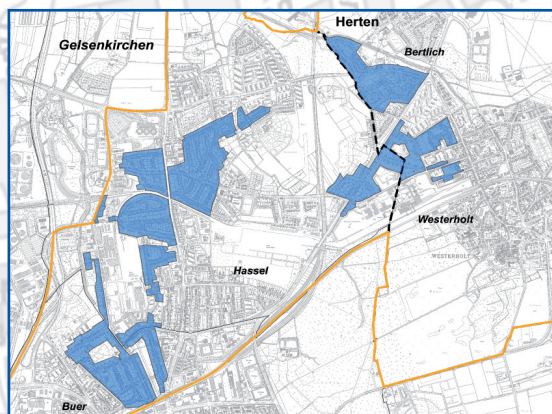 Herten
Gelsenkirchen
Bertlich
Westerholt
WESTERHOLT
Hassel
Buer